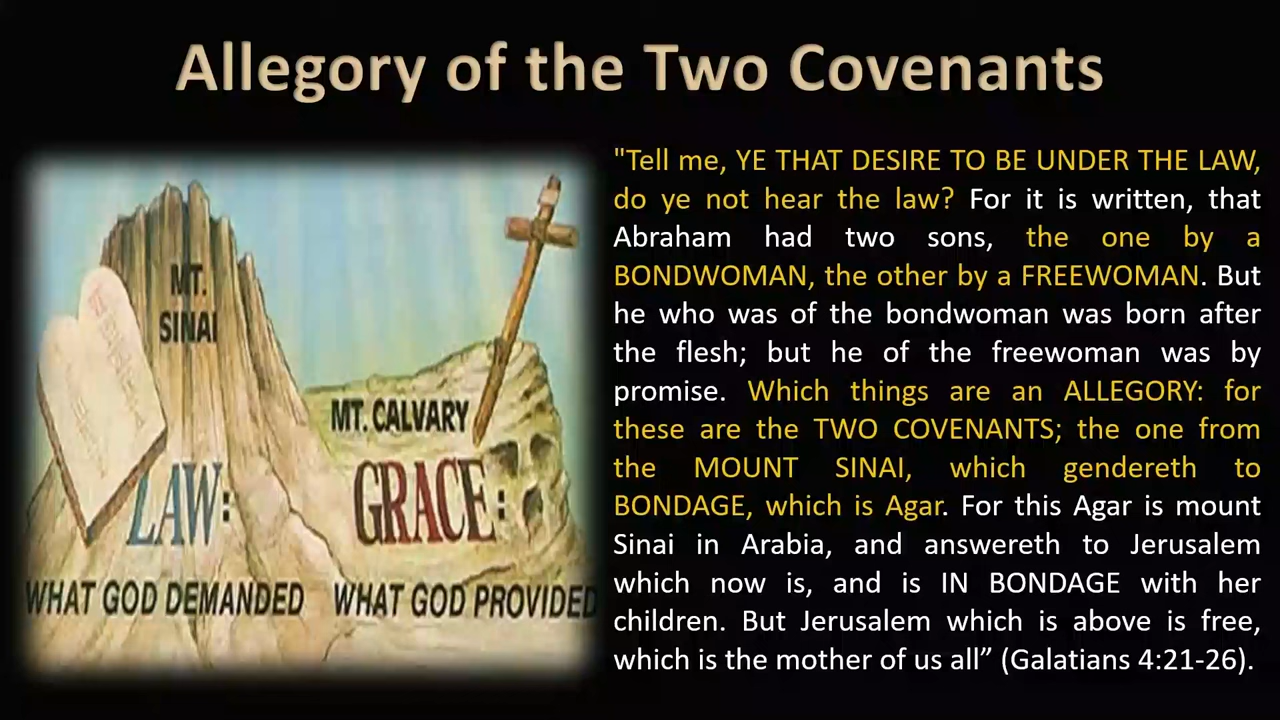 Allegory of the Two Covenants
MT.
SINAI
MT. CALVARY
LAW:
GRACE:
WHAT GOD DEMANDED
WHAT GOD PROVIDED
"Tell me, YE THAT DESIRE TO BE UNDER THE LAW,
do ye not hear the law? For it is written, that
Abraham had two sons, the one by a
BONDWOMAN, the other by a FREEWOMAN. But
he who was of the bondwoman was born after
the flesh; but he of the freewoman was by
promise. Which things are an ALLEGORY: for
these are the TWO COVENANTS; the one from
the MOUNT SINAI, which gendereth to
BONDAGE, which is Agar. For this Agar is mount
Sinai in Arabia, and answereth to Jerusalem
which now is, and is IN BONDAGE with her
children. But Jerusalem which is above is free,
which is the mother of us all” (Galatians 4:21-26).